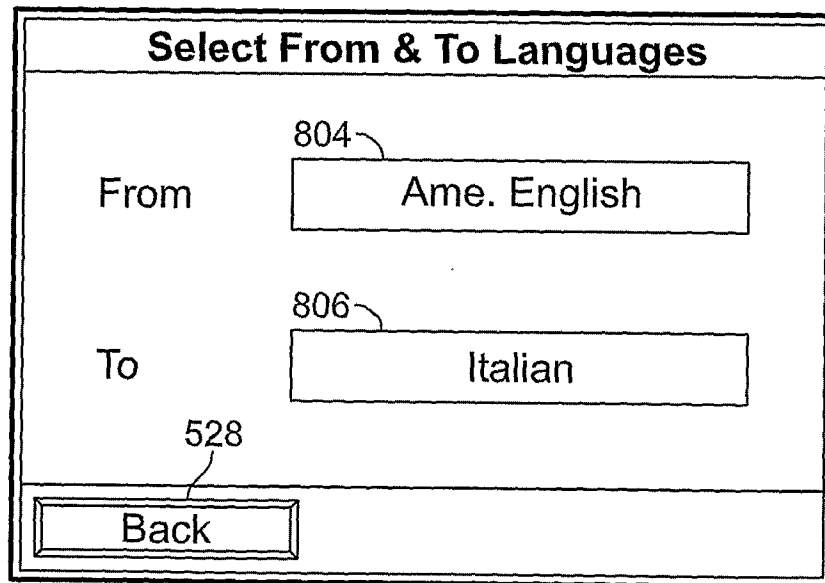 Select From & To Languages
804
From Ame. English
806
To Italian
528
Back